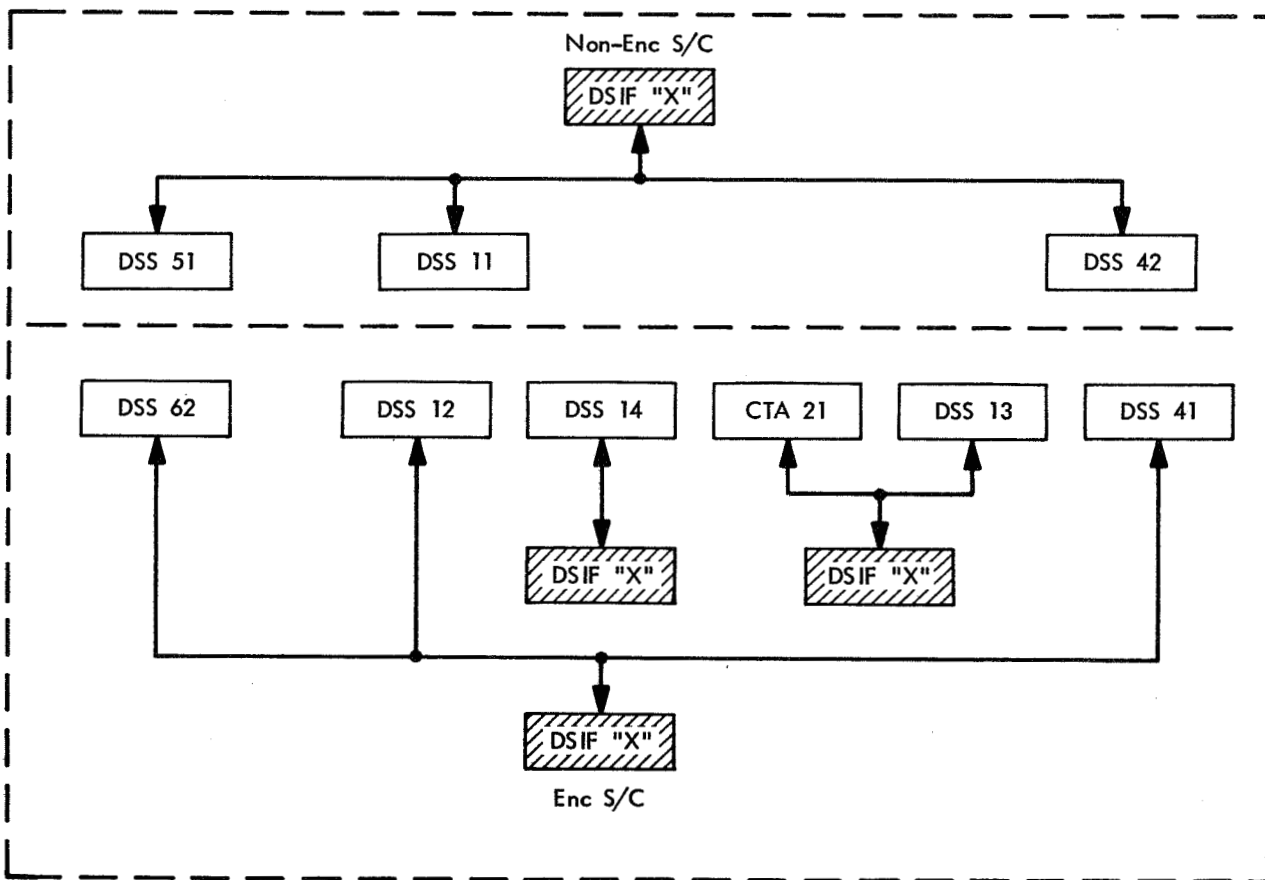 Non-Enc S/C
DSIF "X"
DSS 51
DSS 11
DSS 42
DSS 62
DSS 12
DSS 14
CTA 21
DSS 13
DSS 41
DSIF "X"
DSIF "X"
DSIF "X"
Enc S/C